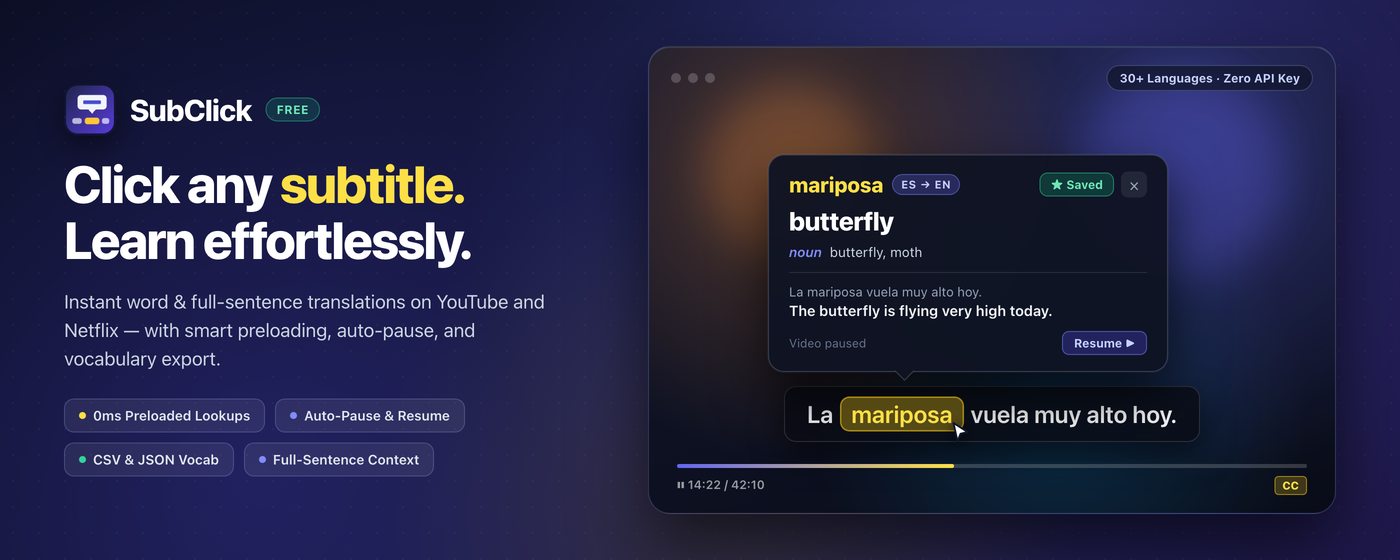 SubClick FREE
Click any subtitle.
Learn effortlessly.
Instant word & full-sentence translations on YouTube and
Netflix — with smart preloading, auto-pause, and
vocabulary export.
0ms Preloaded Lookups
Auto-Pause & Resume
CSV & JSON Vocab
Full-Sentence Context
30+ Languages · Zero API Key
mariposa ES → EN ★ Saved ×
butterfly
noun butterfly, moth
La mariposa vuela muy alto hoy.
The butterfly is flying very high today.
Video paused Resume ▶
La mariposa vuela muy alto hoy.
14:22 / 42:10 CC